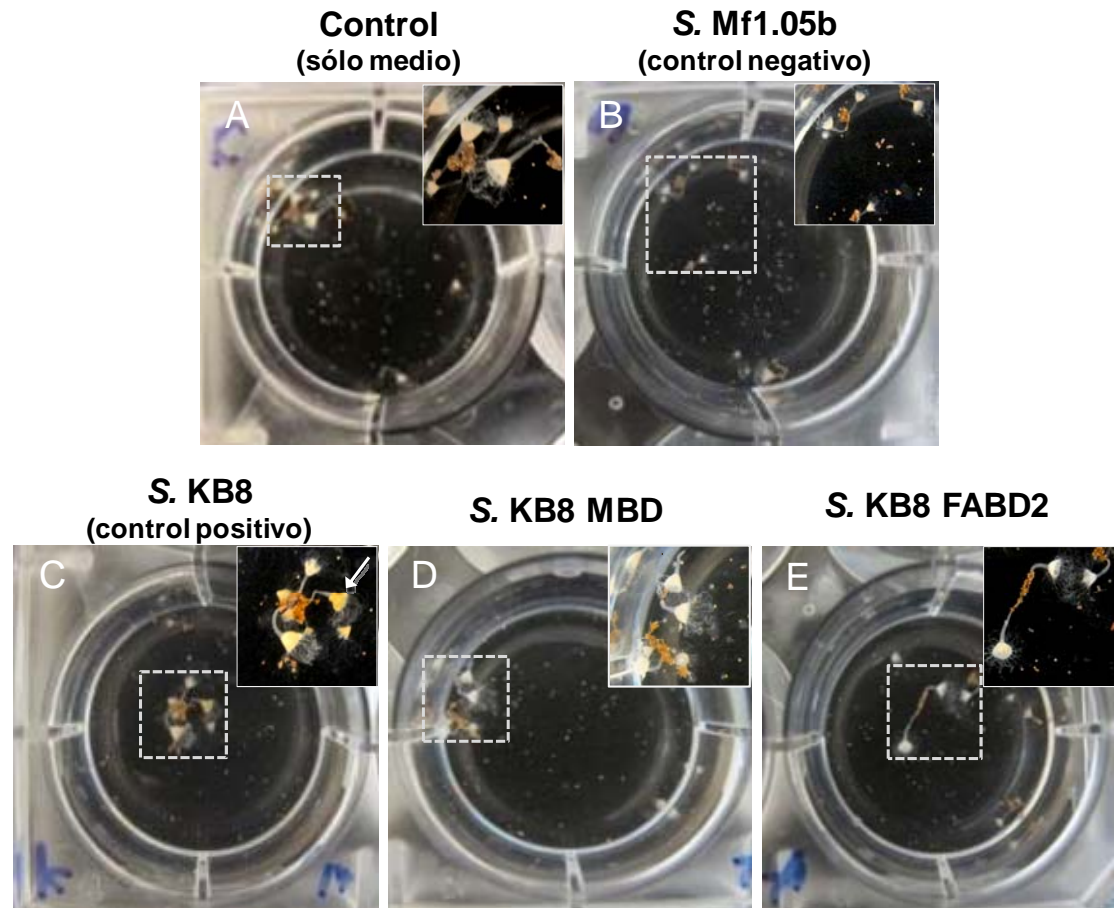 Control
(sólo medio)
S. Mf1.05b
(control negativo)
A
B
S. KB8
(control positivo)
S. KB8 MBD
S. KB8 FABD2
C
D
E